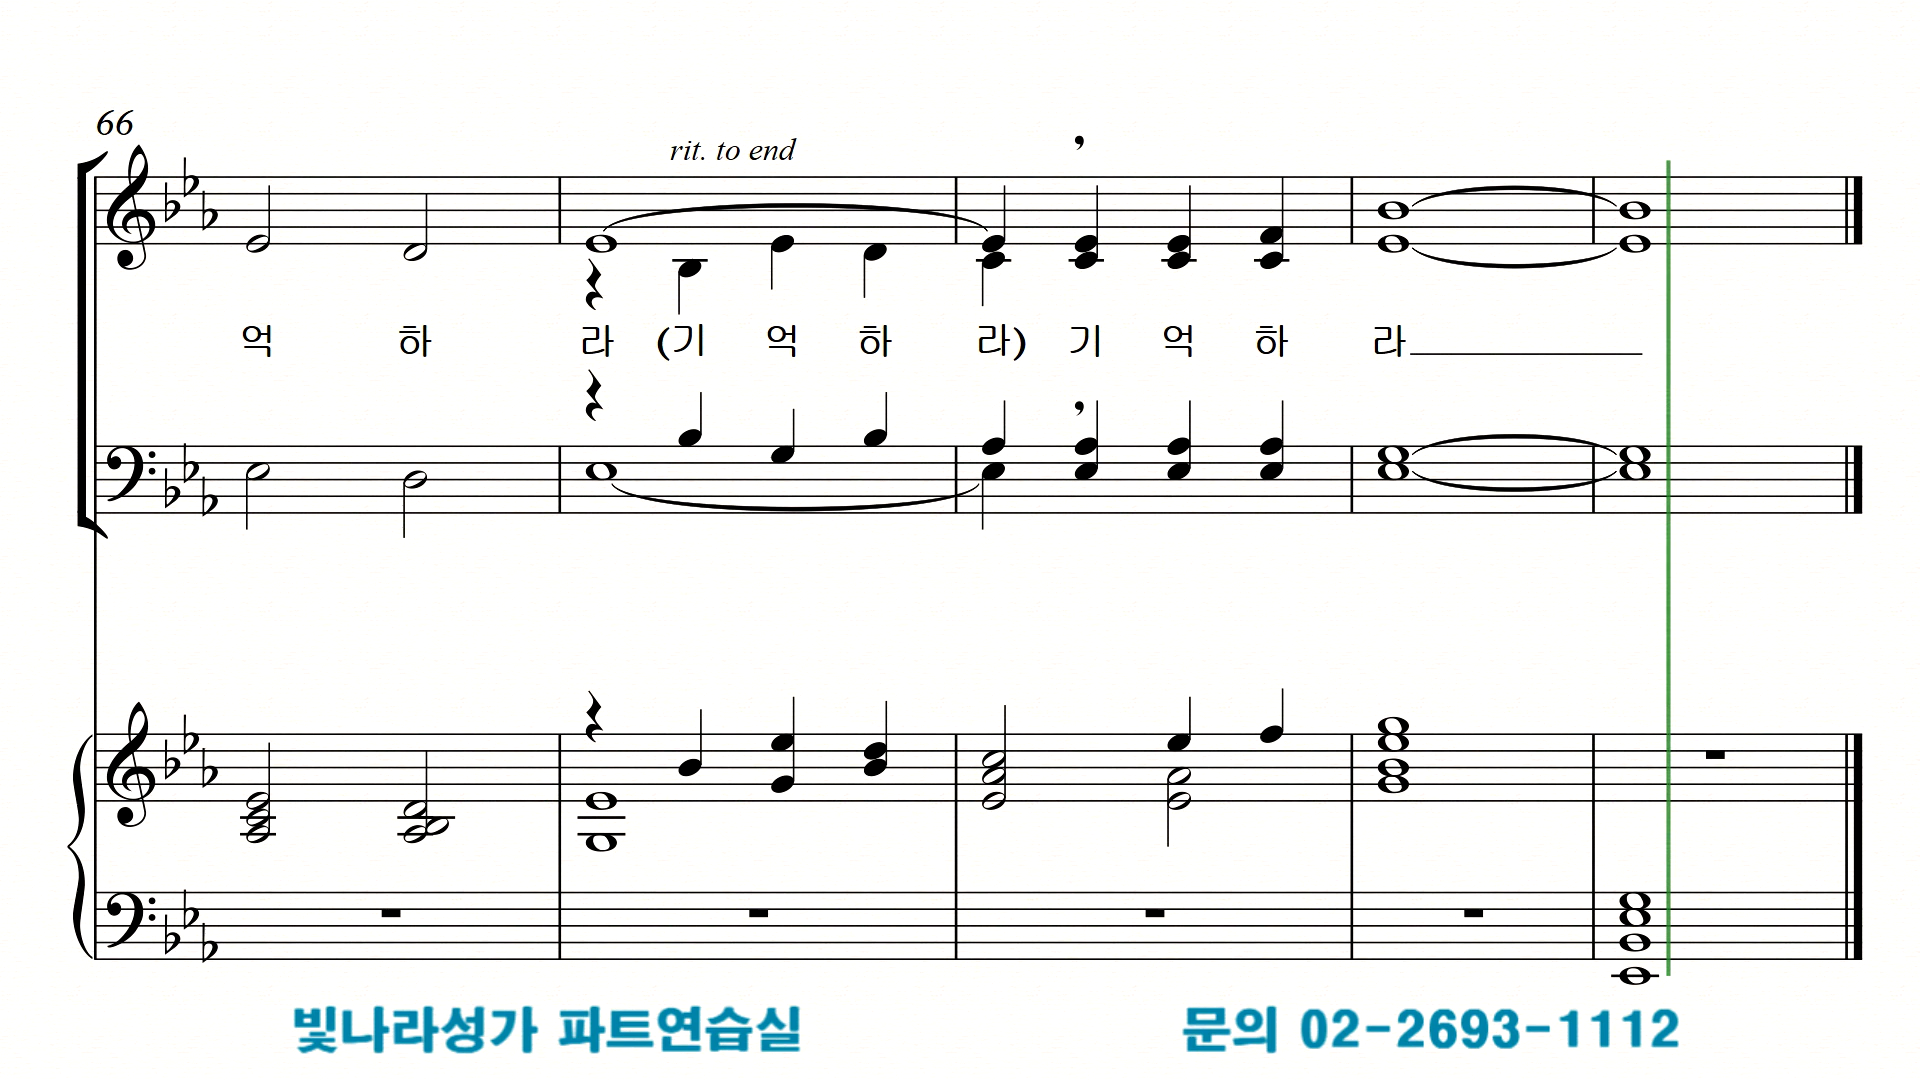 66
rit. to end
억 하 라 (기 억 하 라) 기 억 하 라
빛나라성가 파트연습실 문의 02-2693-1112